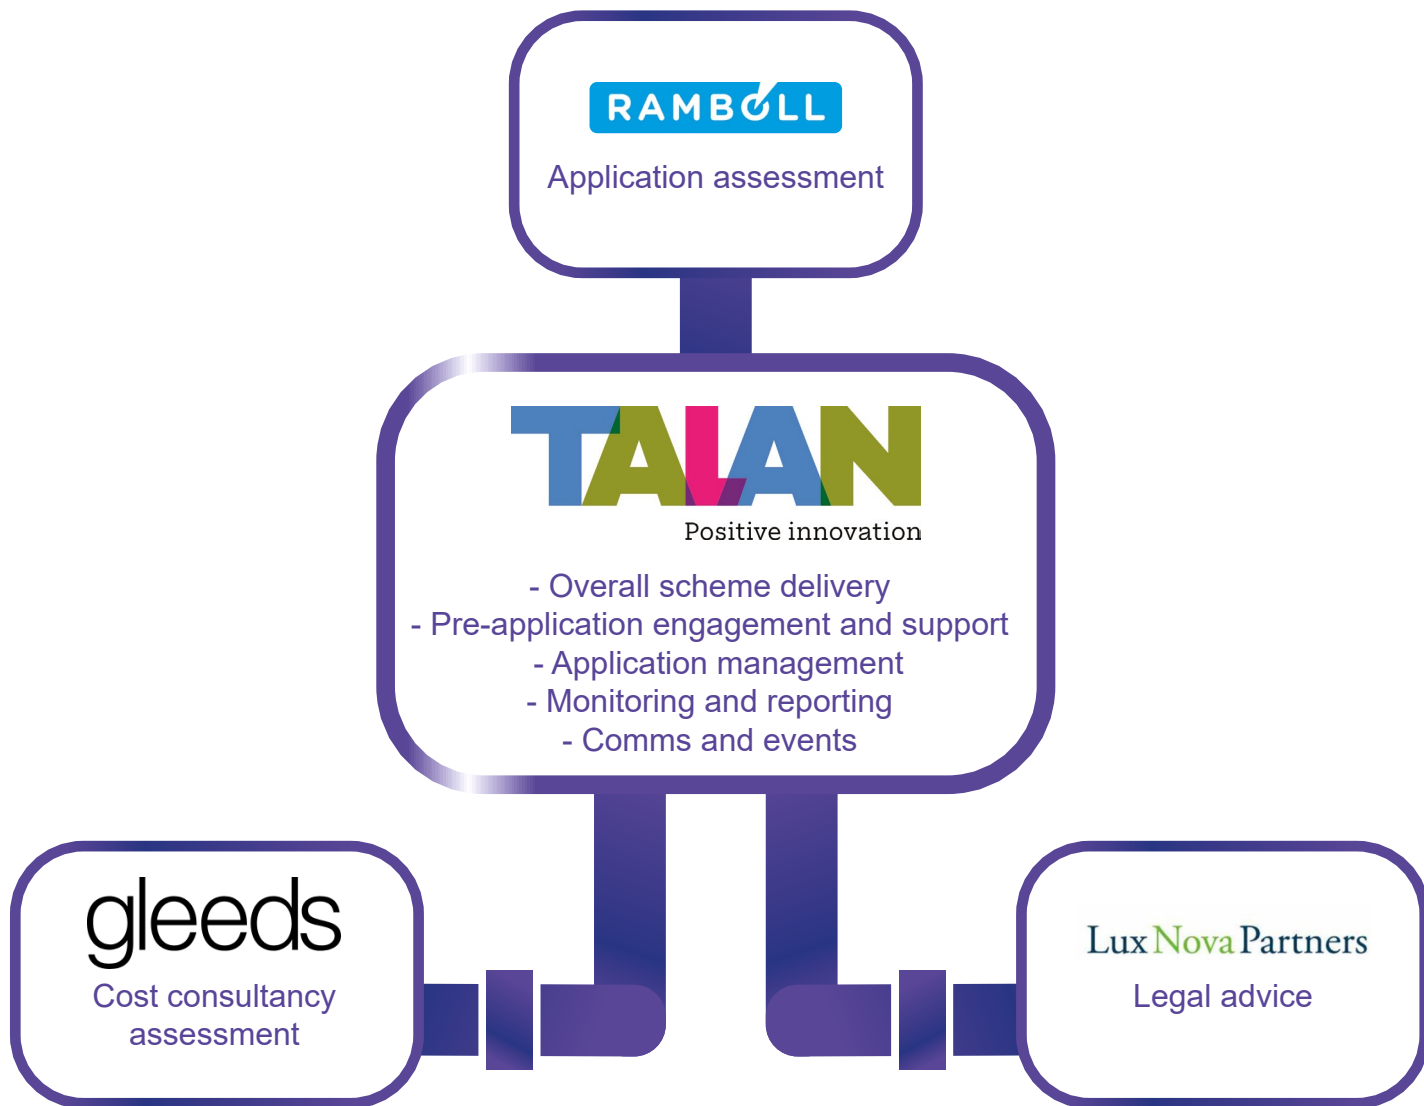 RAMBOLL
Application assessment
TALAN
Positive innovation
- Overall scheme delivery
- Pre-application engagement and support
- Application management
- Monitoring and reporting
- Comms and events
gleeds
Cost consultancy
assessment
Lux Nova Partners
Legal advice